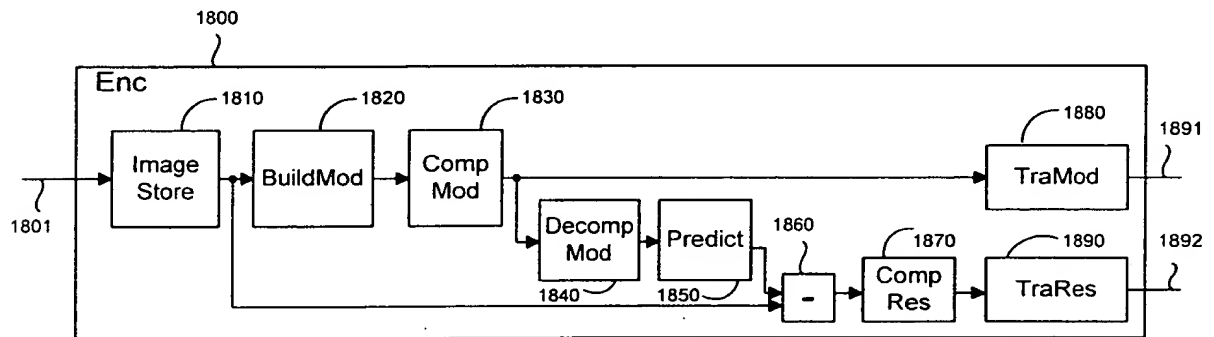 1800
Enc
1810
1820
1830
1880
1891
Image
Store
BuildMod
Comp
Mod
TraMod
1801
Decomp
Mod
Predict
1860
1870
1890
1892
1840
1850
-
Comp
Res
TraRes